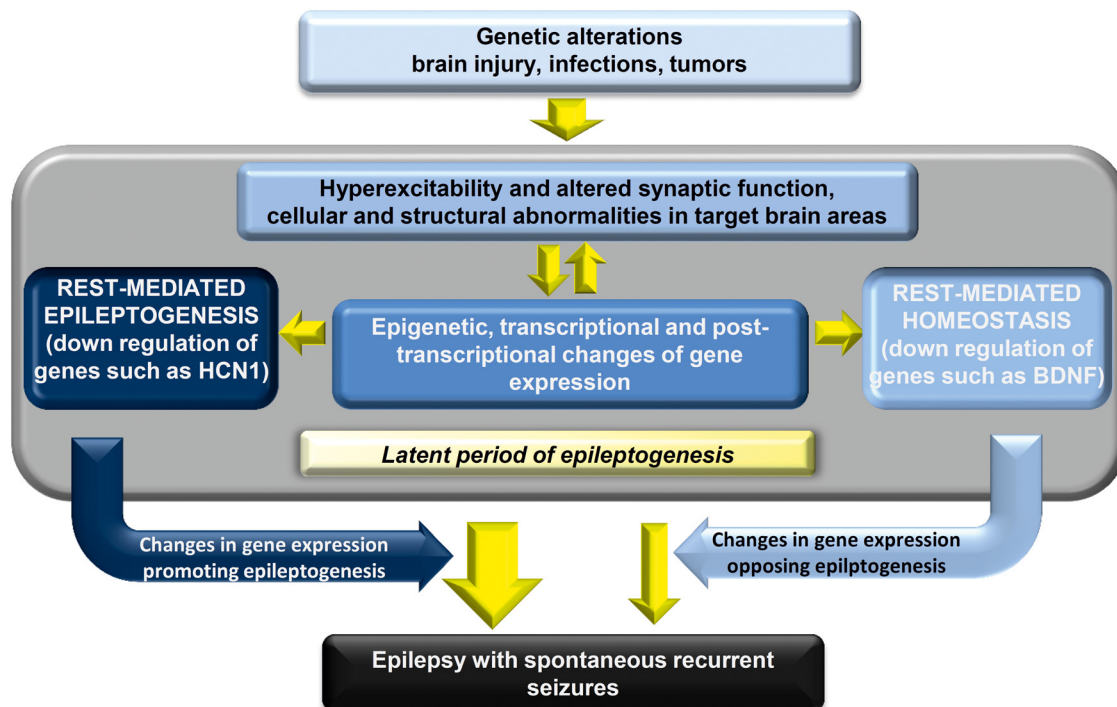 Genetic alterations
brain injury, infections, tumors
Hyperexcitability and altered synaptic function,
cellular and structural abnormalities in target brain areas
REST-MEDIATED
EPILEPTOGENESIS
(down regulation of
genes such as HCN1)
Epigenetic, transcriptional and post-
transcriptional changes of gene
expression
REST-MEDIATED
HOMEOSTASIS
(down regulation of
genes such as BDNF)
Latent period of epileptogenesis
Changes in gene expression
promoting epileptogenesis
Changes in gene expression
opposing epilptogenesis
Epilepsy with spontaneous recurrent
seizures